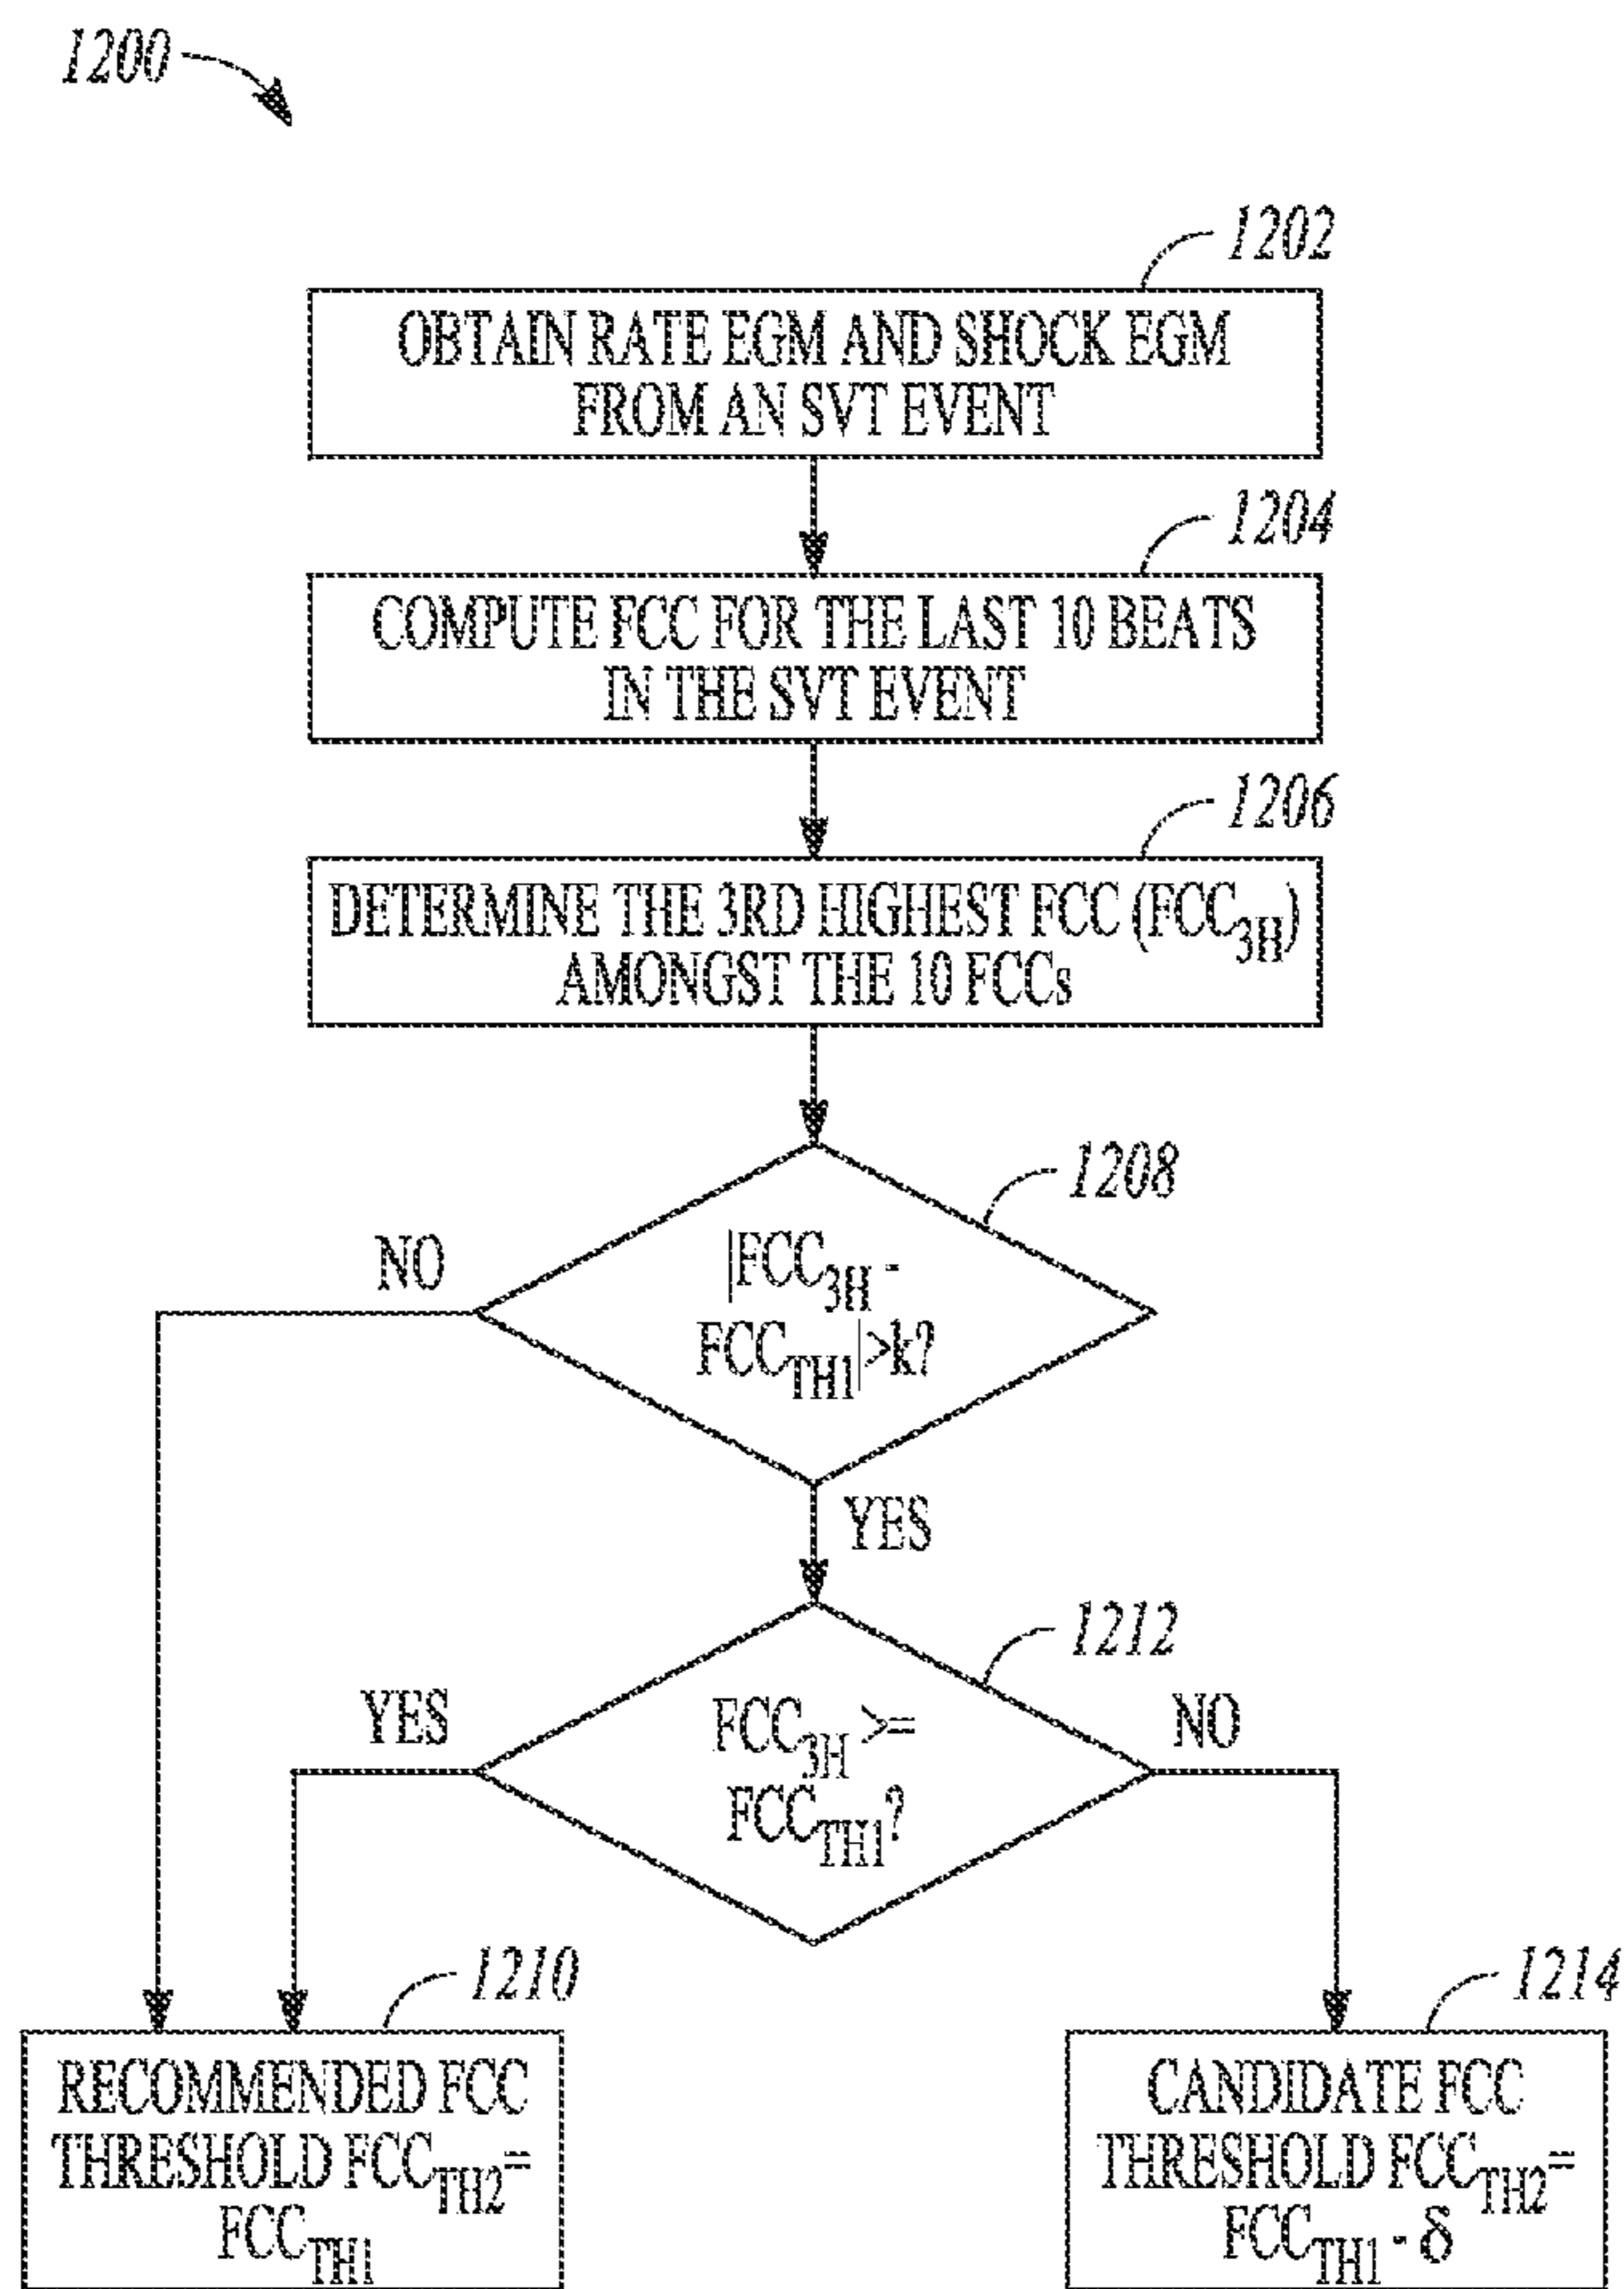 1200
1202
OBTAIN RATE EGM AND SHOCK EGM
FROM AN SVT EVENT
1204
COMPUTE FCC FOR THE LAST 10 BEATS
IN THE SVT EVENT
1206
DETERMINE THE 3RD HIGHEST FCC (FCC3H)
AMONGST THE 10 FCCs
1208
NO
|FCC3H -
FCCTH1|>k?
YES
1212
YES
FCC3H >=
FCCTH1?
NO
1210
RECOMMENDED FCC
THRESHOLD FCCTH2=
FCCTH1
1214
CANDIDATE FCC
THRESHOLD FCCTH2=
FCCTH1 - δ